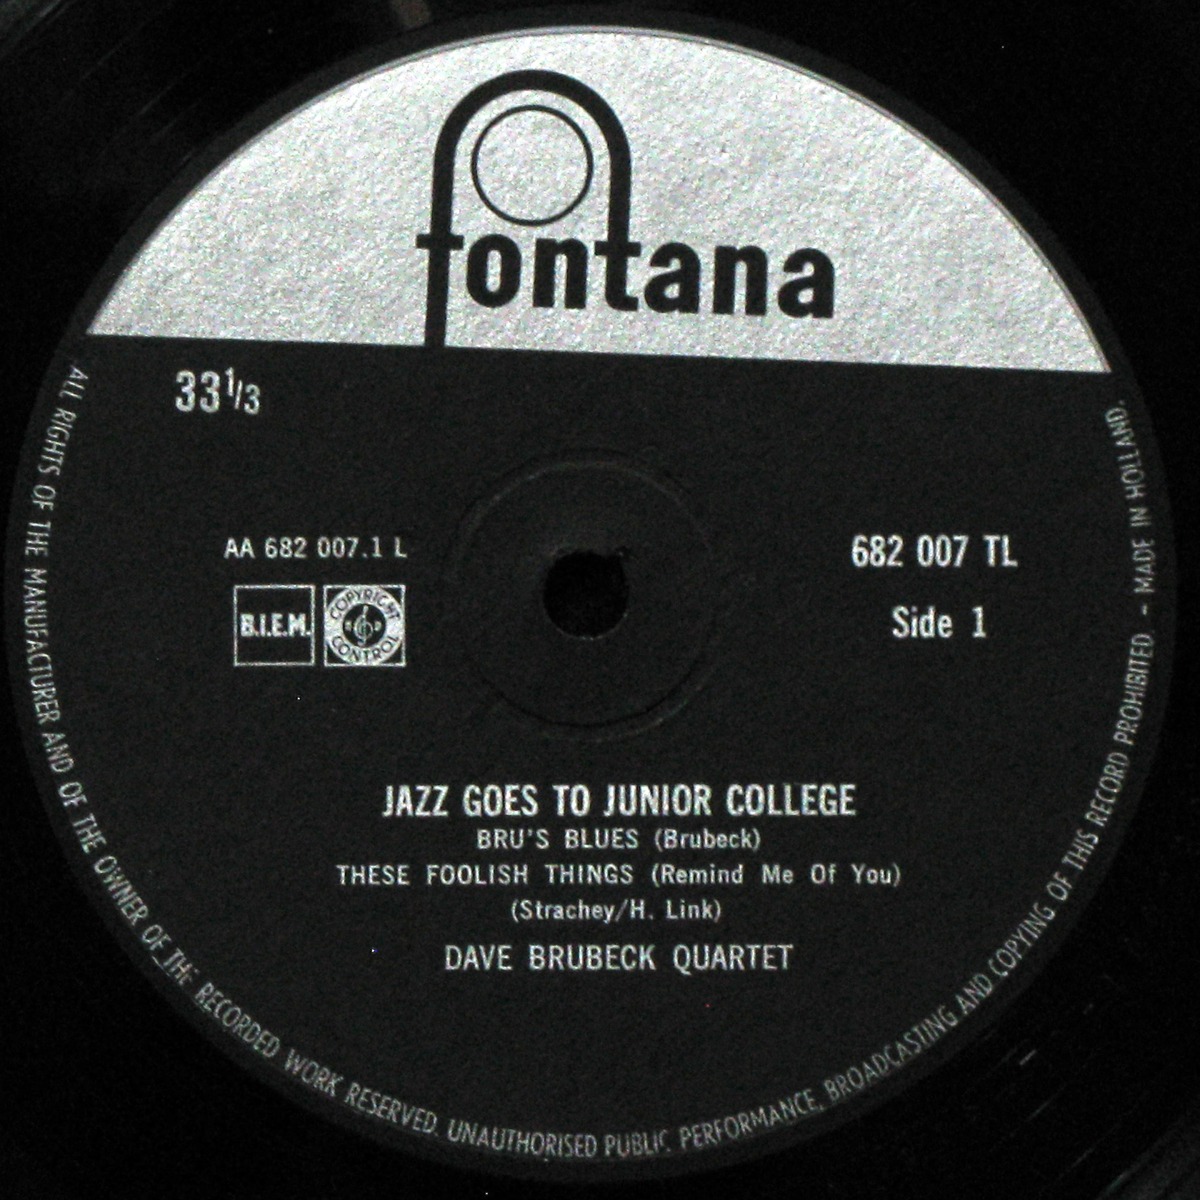 fontana
33 1/3
AA 682 007.1 L
B.I.E.M.
COPYRIGHT CONTROL
682 007 TL
Side 1
JAZZ GOES TO JUNIOR COLLEGE
BRU'S BLUES (Brubeck)
THESE FOOLISH THINGS (Remind Me Of You)
(Strachey/H. Link)
DAVE BRUBECK QUARTET
ALL RIGHTS OF THE MANUFACTURER AND OF THE OWNER OF THE RECORDED WORK RESERVED. UNAUTHORISED PUBLIC PERFORMANCE, BROADCASTING AND COPYING OF THIS RECORD PROHIBITED - MADE IN HOLLAND.